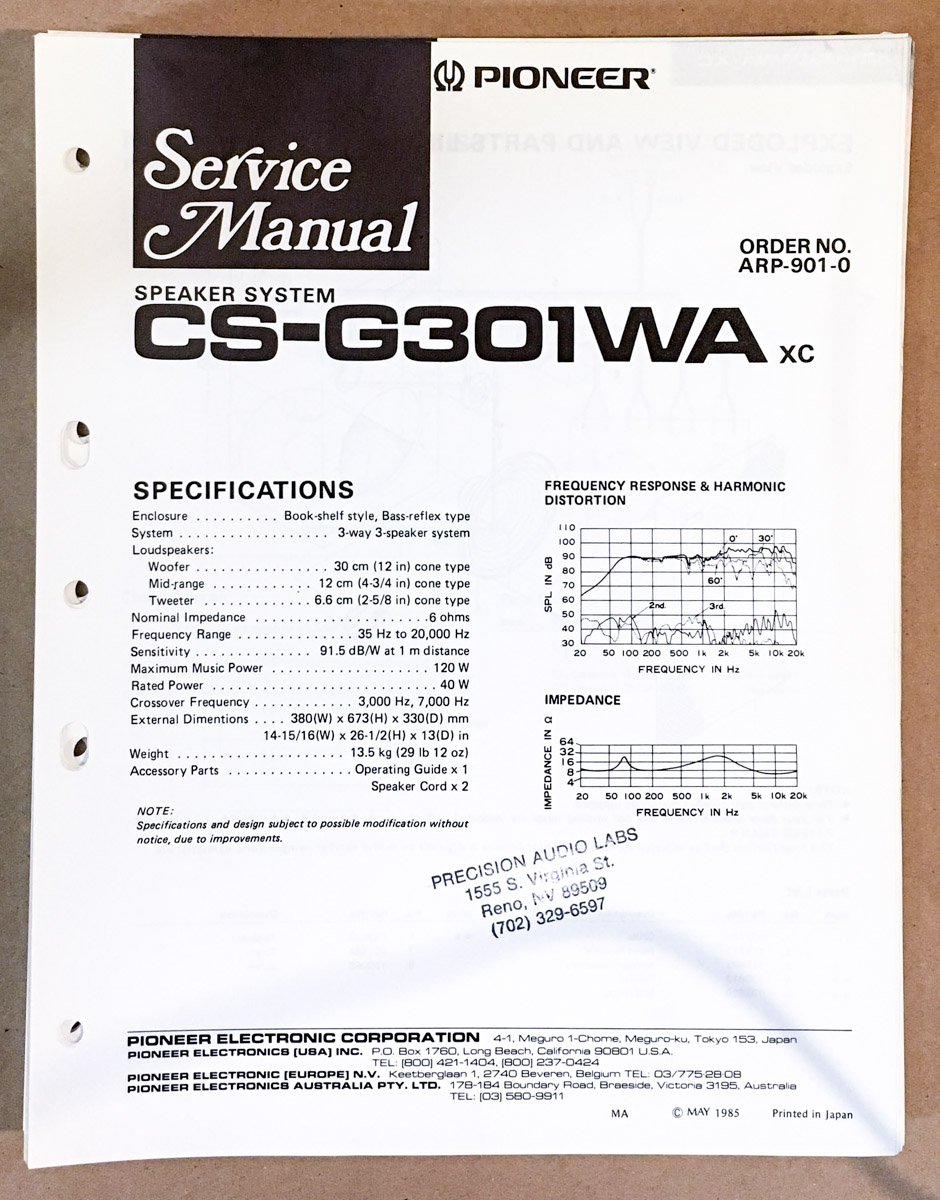 PIONEER®
Service
Manual
ORDER NO.
ARP-901-0
SPEAKER SYSTEM
CS-G301WA XC
SPECIFICATIONS
Enclosure .......... Book-shelf style, Bass-reflex type
System .................. 3-way 3-speaker system
Loudspeakers:
Woofer ................ 30 cm (12 in) cone type
Mid-range ............. 12 cm (4-3/4 in) cone type
Tweeter ............. 6.6 cm (2-5/8 in) cone type
Nominal Impedance ...................... 6 ohms
Frequency Range .............. 35 Hz to 20,000 Hz
Sensitivity .............. 91.5 dB/W at 1 m distance
Maximum Music Power ................... 120 W
Rated Power .......................... 40 W
Crossover Frequency ............ 3,000 Hz, 7,000 Hz
External Dimentions .... 380(W) x 673(H) x 330(D) mm
14-15/16(W) x 26-1/2(H) x 13(D) in
Weight .................... 13.5 kg (29 lb 12 oz)
Accessory Parts ............... Operating Guide x 1
Speaker Cord x 2
NOTE:
Specifications and design subject to possible modification without
notice, due to improvements.
FREQUENCY RESPONSE & HARMONIC
DISTORTION
SPL IN dB
110
100
90
80
70
60
50
40
30
0°
30°
60°
2nd.
3rd.
20 50 100 200 500 1k 2k 5k 10k 20k
FREQUENCY IN Hz
IMPEDANCE
IMPEDANCE IN Ω
64
32
16
8
4
20 50 100 200 500 1k 2k 5k 10k 20k
FREQUENCY IN Hz
PRECISION AUDIO LABS
1555 S. Virginia St.
Reno, NV 89509
(702) 329-6597
PIONEER ELECTRONIC CORPORATION 4-1, Meguro 1-Chome, Meguro-ku, Tokyo 153, Japan
PIONEER ELECTRONICS [USA] INC. P.O. Box 1760, Long Beach, California 90801 U.S.A.
TEL: [800] 421-1404, [800] 237-0424
PIONEER ELECTRONIC [EUROPE] N.V. Keetberglaan 1, 2740 Beveren, Belgium TEL: 03/775·28·08
PIONEER ELECTRONICS AUSTRALIA PTY. LTD. 178-184 Boundary Road, Braeside, Victoria 3195, Australia
TEL: [03] 580-9911
MA © MAY 1985 Printed in Japan